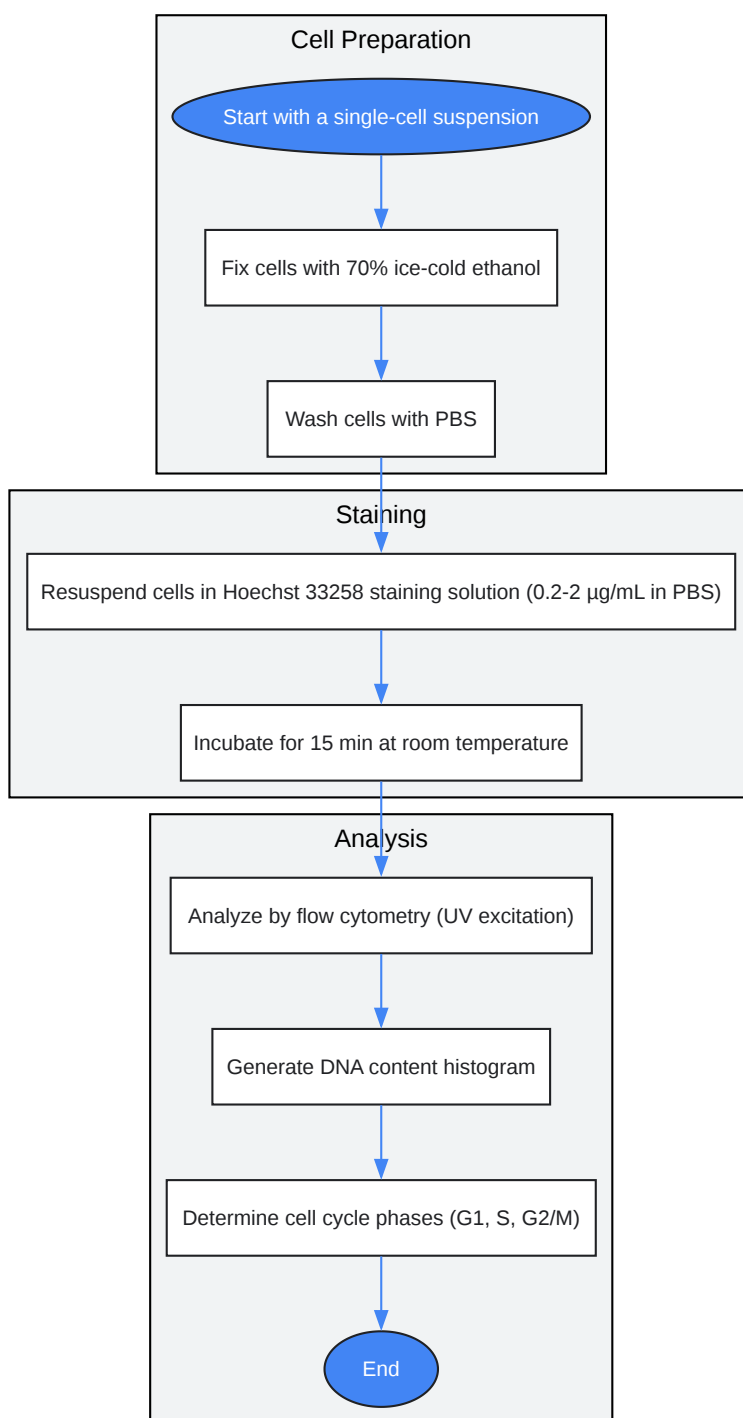 Cell Preparation
Start with a single-cell suspension
Fix cells with 70% ice-cold ethanol
Wash cells with PBS
Staining
Resuspend cells in Hoechst 33258 staining solution (0.2-2 µg/mL in PBS)
Incubate for 15 min at room temperature
Analysis
Analyze by flow cytometry (UV excitation)
Generate DNA content histogram
Determine cell cycle phases (G1, S, G2/M)
End